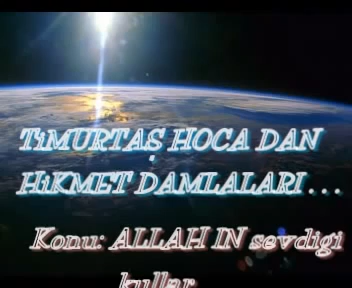 TiMURTAŞ HOCA DAN
HiKMET DAMLALARI ...
Konu: ALLAH IN sevdigi
kullar